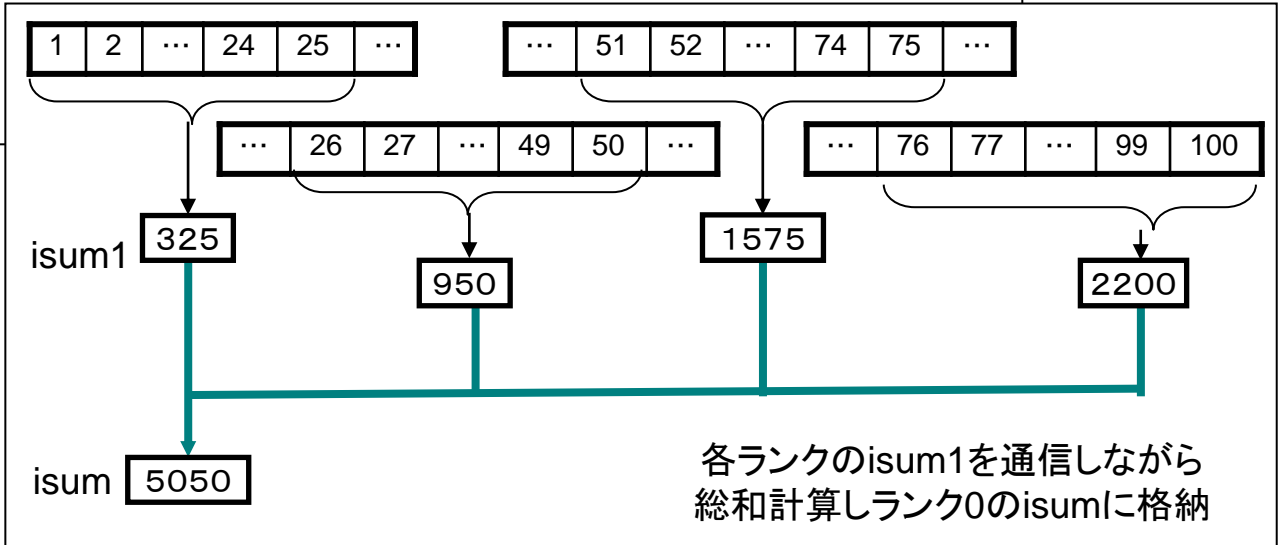 1 2 … 24 25 …
… 51 52 … 74 75 …
… 26 27 … 49 50 …
… 76 77 … 99 100
isum1
325
950
1575
2200
isum
5050
各ランクのisum1を通信しながら
総和計算しランク0のisumに格納